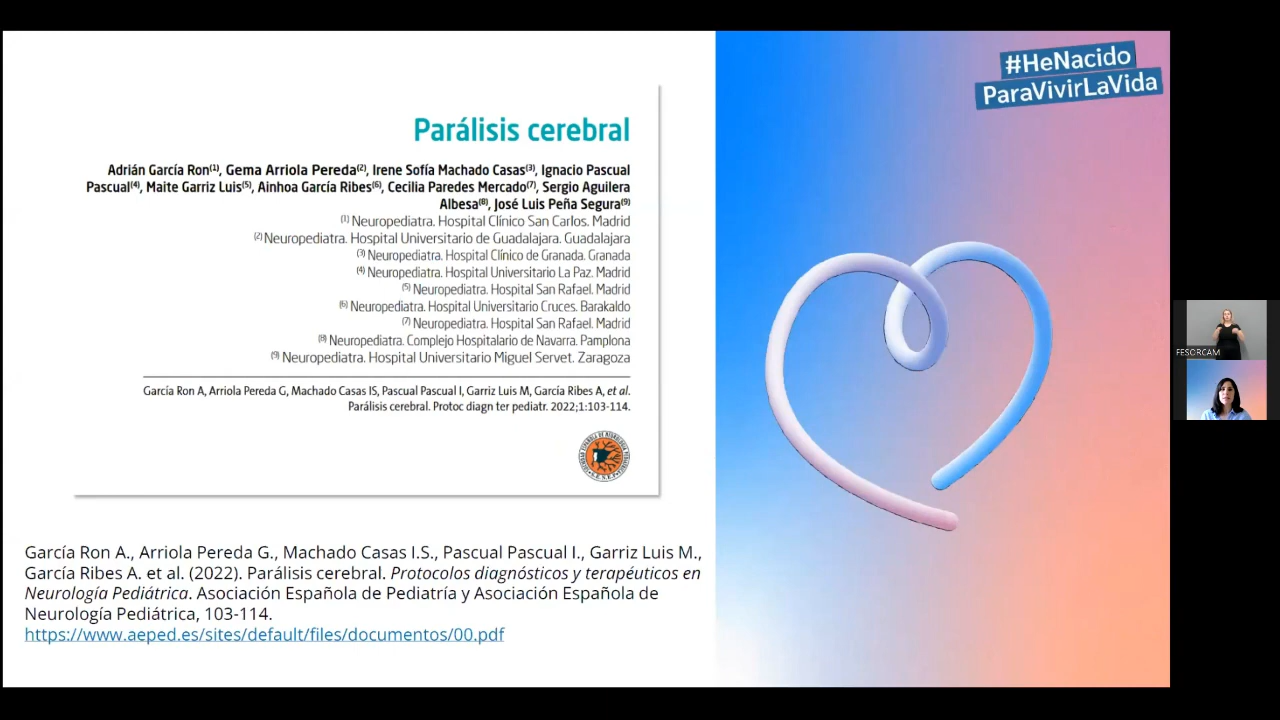 #HeNacido
ParaVivirLaVida
Parálisis cerebral
Adrián García Ron(1), Gema Arriola Pereda(2), Irene Sofía Machado Casas(3), Ignacio Pascual
Pascual(4), Maite Garriz Luis(5), Ainhoa García Ribes(6), Cecilia Paredes Mercado(7), Sergio Aguilera
Albesa(8), José Luis Peña Segura(9)
(1) Neuropediatra. Hospital Clínico San Carlos. Madrid
(2) Neuropediatra. Hospital Universitario de Guadalajara. Guadalajara
(3) Neuropediatra. Hospital Clínico de Granada. Granada
(4) Neuropediatra. Hospital Universitario La Paz. Madrid
(5) Neuropediatra. Hospital San Rafael. Madrid
(6) Neuropediatra. Hospital Universitario Cruces. Barakaldo
(7) Neuropediatra. Hospital San Rafael. Madrid
(8) Neuropediatra. Complejo Hospitalario de Navarra. Pamplona
(9) Neuropediatra. Hospital Universitario Miguel Servet. Zaragoza
García Ron A, Arriola Pereda G, Machado Casas IS, Pascual Pascual I, Garriz Luis M, García Ribes A, et al.
Parálisis cerebral. Protoc diagn ter pediatr. 2022;1:103-114.
García Ron A., Arriola Pereda G., Machado Casas I.S., Pascual Pascual I., Garriz Luis M.,
García Ribes A. et al. (2022). Parálisis cerebral. Protocolos diagnósticos y terapéuticos en
Neurología Pediátrica. Asociación Española de Pediatría y Asociación Española de
Neurología Pediátrica, 103-114.
https://www.aeped.es/sites/default/files/documentos/00.pdf
FESORCAM